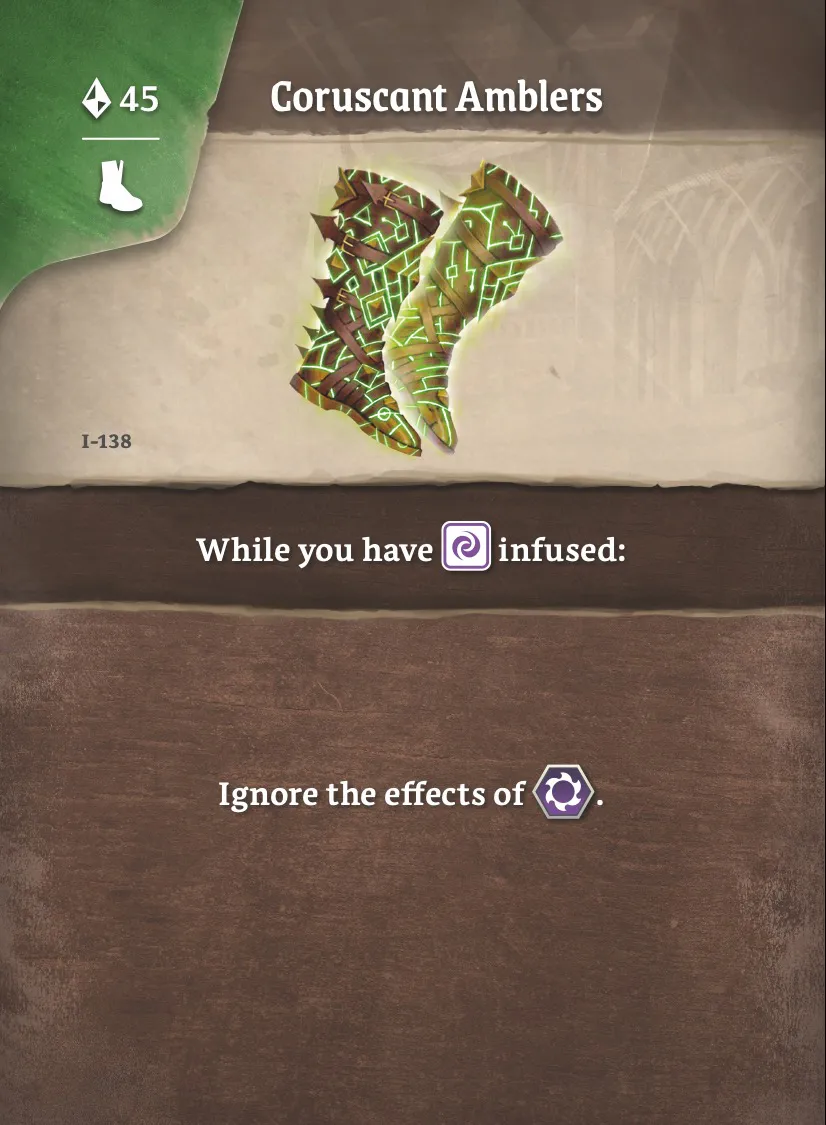 45
Coruscant Amblers
I-138
While you have infused:
Ignore the effects of .